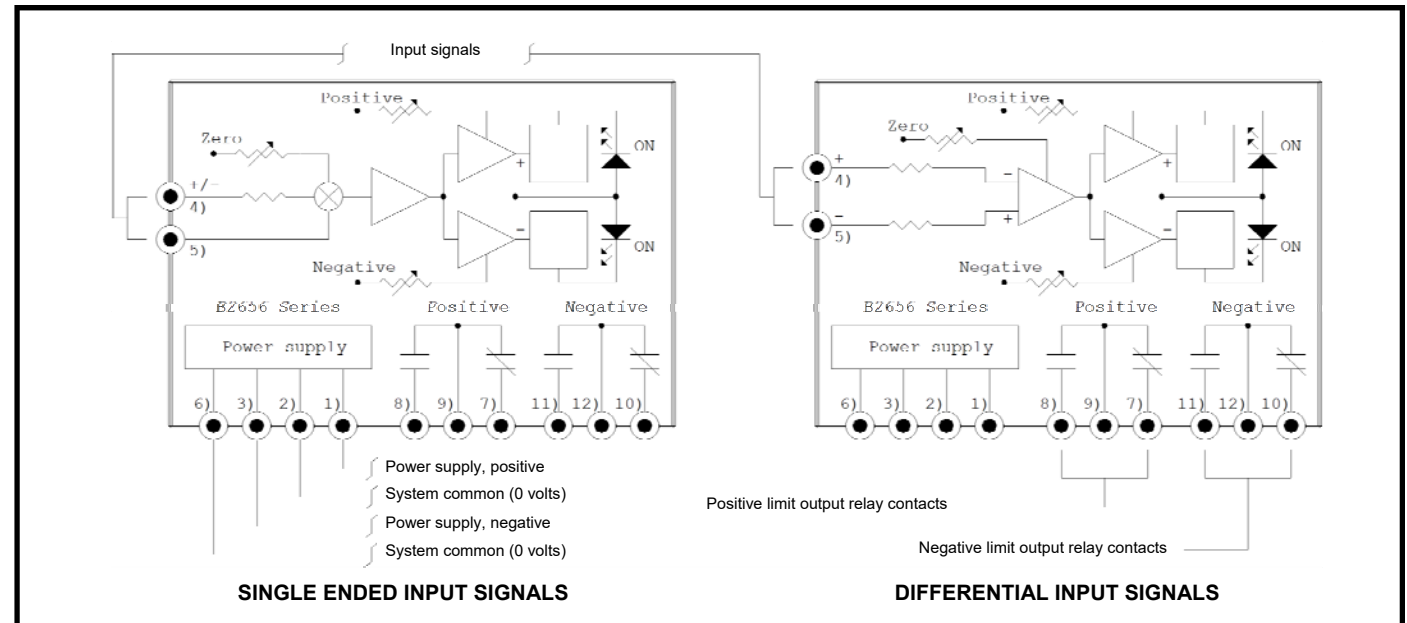 Input signals
Positive
Zero
+/-
4)
5)
+
-
ON
ON
Negative
B2656 Series
Positive
Negative
Power supply
6) 3) 2) 1) 8) 9) 7) 11) 12) 10)
Power supply, positive
System common (0 volts)
Power supply, negative
System common (0 volts)
SINGLE ENDED INPUT SIGNALS
Positive
Zero
+
4)
-
5)
-
+
+
-
ON
ON
Negative
B2656 Series
Positive
Negative
Power supply
6) 3) 2) 1) 8) 9) 7) 11) 12) 10)
Positive limit output relay contacts
Negative limit output relay contacts
DIFFERENTIAL INPUT SIGNALS